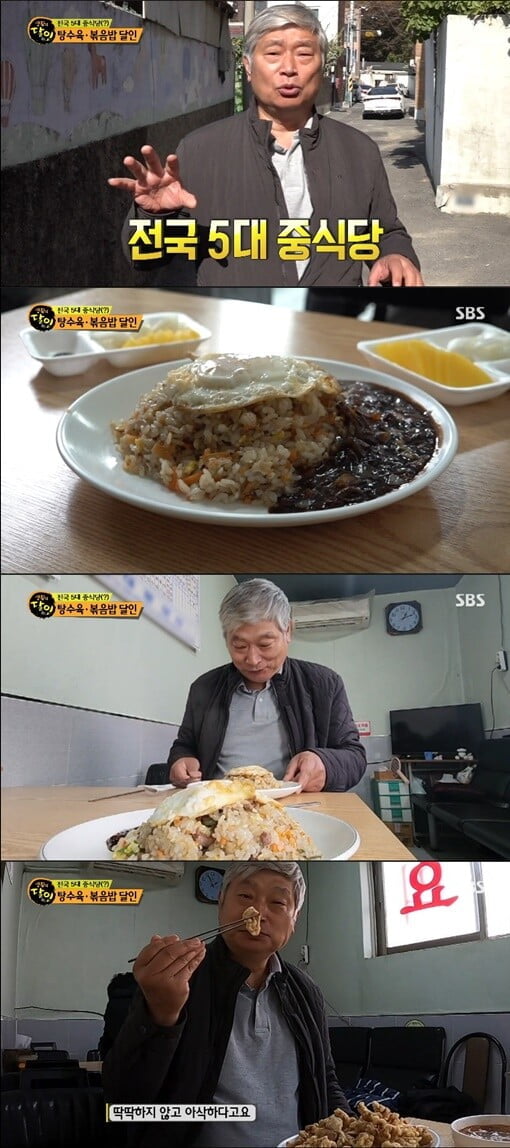 생활의
달인
전국 5대 중식당(?)
탕수육·볶음밥 달인
전국 5대 중식당
생활의
달인
전국 5대 중식당(?)
탕수육·볶음밥 달인
SBS
생활의
달인
전국 5대 중식당(?)
탕수육·볶음밥 달인
SBS
생활의
달인
전국 5대 중식당(?)
탕수육·볶음밥 달인
요
SBS
딱딱하지 않고 아삭하다고요